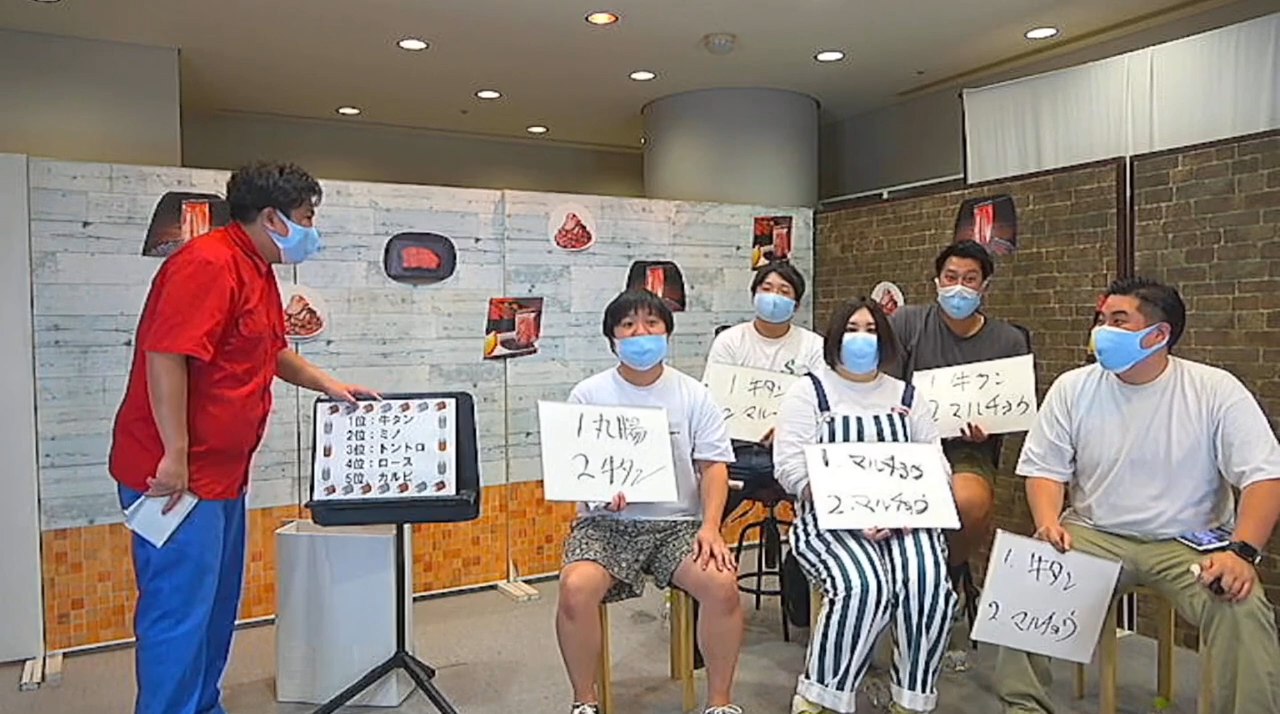 1位：牛タン
2位：ミノ
3位：トントロ
4位：ロース
5位：カルビ
1 丸腸
2 牛タン
1 牛タン
2 マルチ
1. マルチョウ
2. マルチョウ
1. 牛タン
2 マルチョウ
1. 牛タン
2 マルチョウ